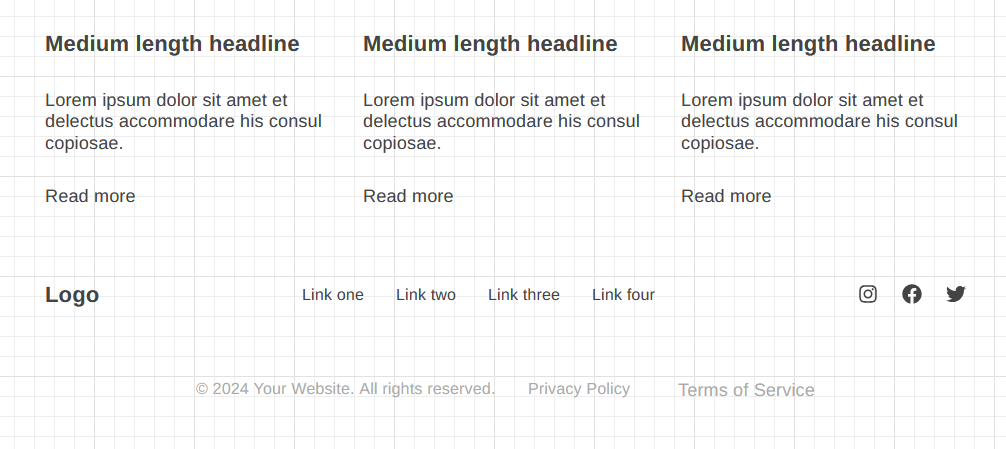 Medium length headline
Lorem ipsum dolor sit amet et
delectus accommodare his consul
copiosae.
Read more
Medium length headline
Lorem ipsum dolor sit amet et
delectus accommodare his consul
copiosae.
Read more
Medium length headline
Lorem ipsum dolor sit amet et
delectus accommodare his consul
copiosae.
Read more
Logo
Link one
Link two
Link three
Link four
© 2024 Your Website. All rights reserved.
Privacy Policy
Terms of Service